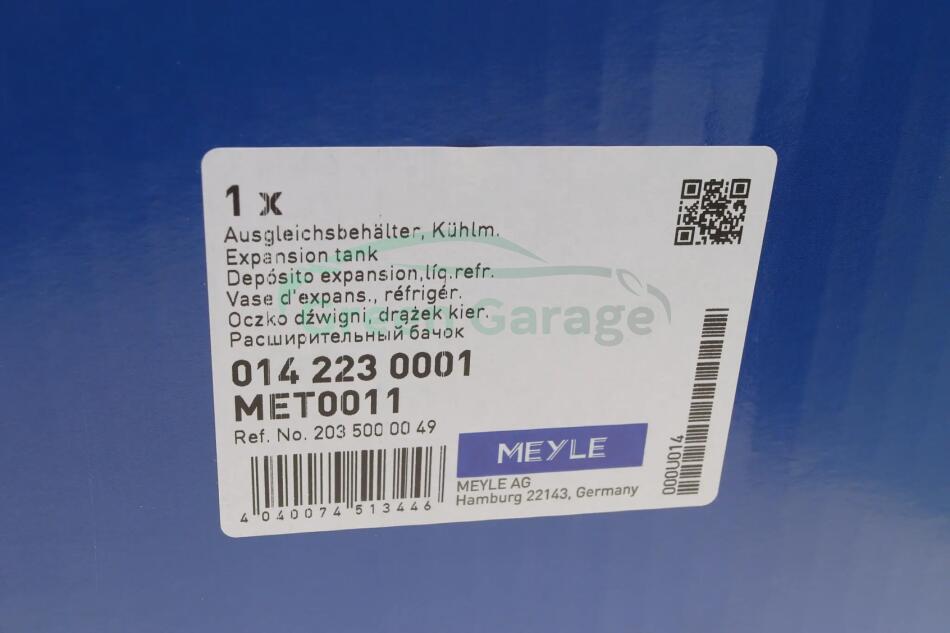 1 x
Ausgleichsbehälter, Kühlm.
Expansion tank
Depósito expansion,líq.refr.
Vase d'expans., réfrigér.
Oczko dźwigni, drążek kier.
Расширительный бачок
Green Garage
014 223 0001
MET0011
Ref. No. 203 500 00 49
MEYLE
MEYLE AG
Hamburg 22143, Germany
4 040074 513446
000U014